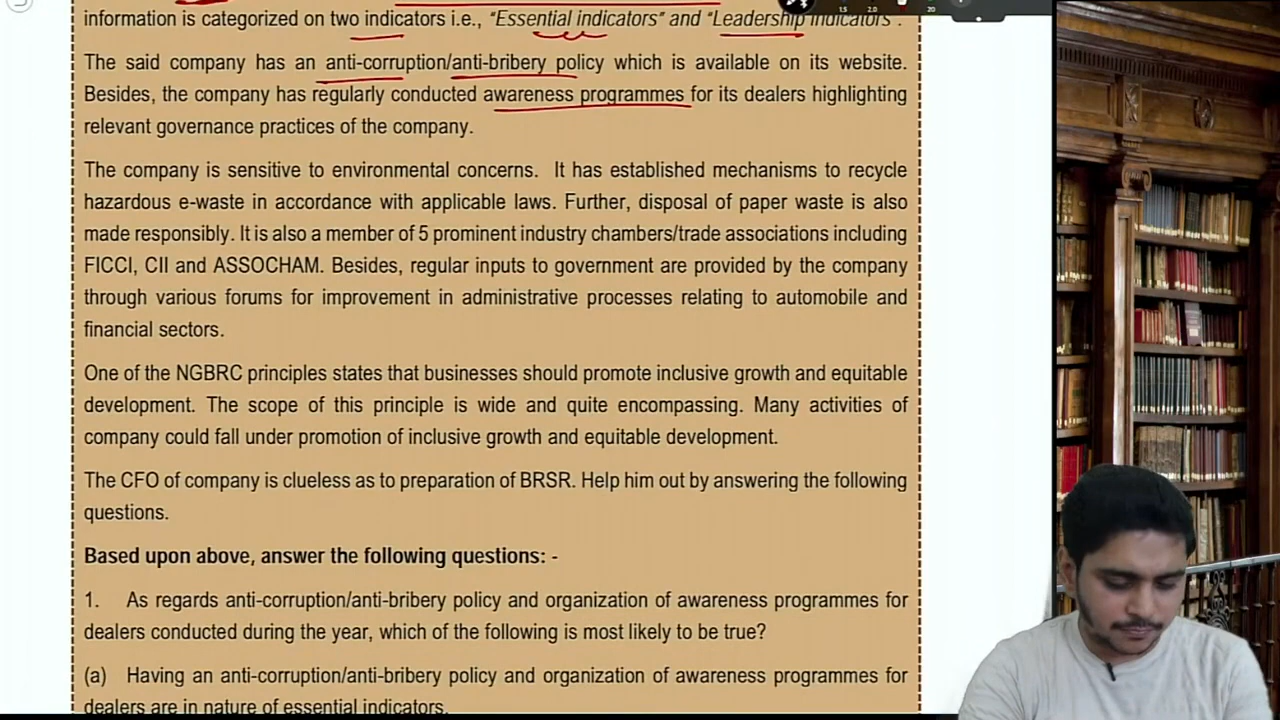 information is categorized on two indicators i.e., “Essential indicators” and “Leadership Indicators”.
The said company has an anti-corruption/anti-bribery policy which is available on its website.
Besides, the company has regularly conducted awareness programmes for its dealers highlighting
relevant governance practices of the company.
The company is sensitive to environmental concerns. It has established mechanisms to recycle
hazardous e-waste in accordance with applicable laws. Further, disposal of paper waste is also
made responsibly. It is also a member of 5 prominent industry chambers/trade associations including
FICCI, CII and ASSOCHAM. Besides, regular inputs to government are provided by the company
through various forums for improvement in administrative processes relating to automobile and
financial sectors.
One of the NGBRC principles states that businesses should promote inclusive growth and equitable
development. The scope of this principle is wide and quite encompassing. Many activities of
company could fall under promotion of inclusive growth and equitable development.
The CFO of company is clueless as to preparation of BRSR. Help him out by answering the following
questions.
Based upon above, answer the following questions: -
1. As regards anti-corruption/anti-bribery policy and organization of awareness programmes for
dealers conducted during the year, which of the following is most likely to be true?
(a) Having an anti-corruption/anti-bribery policy and organization of awareness programmes for
dealers are in nature of essential indicators.